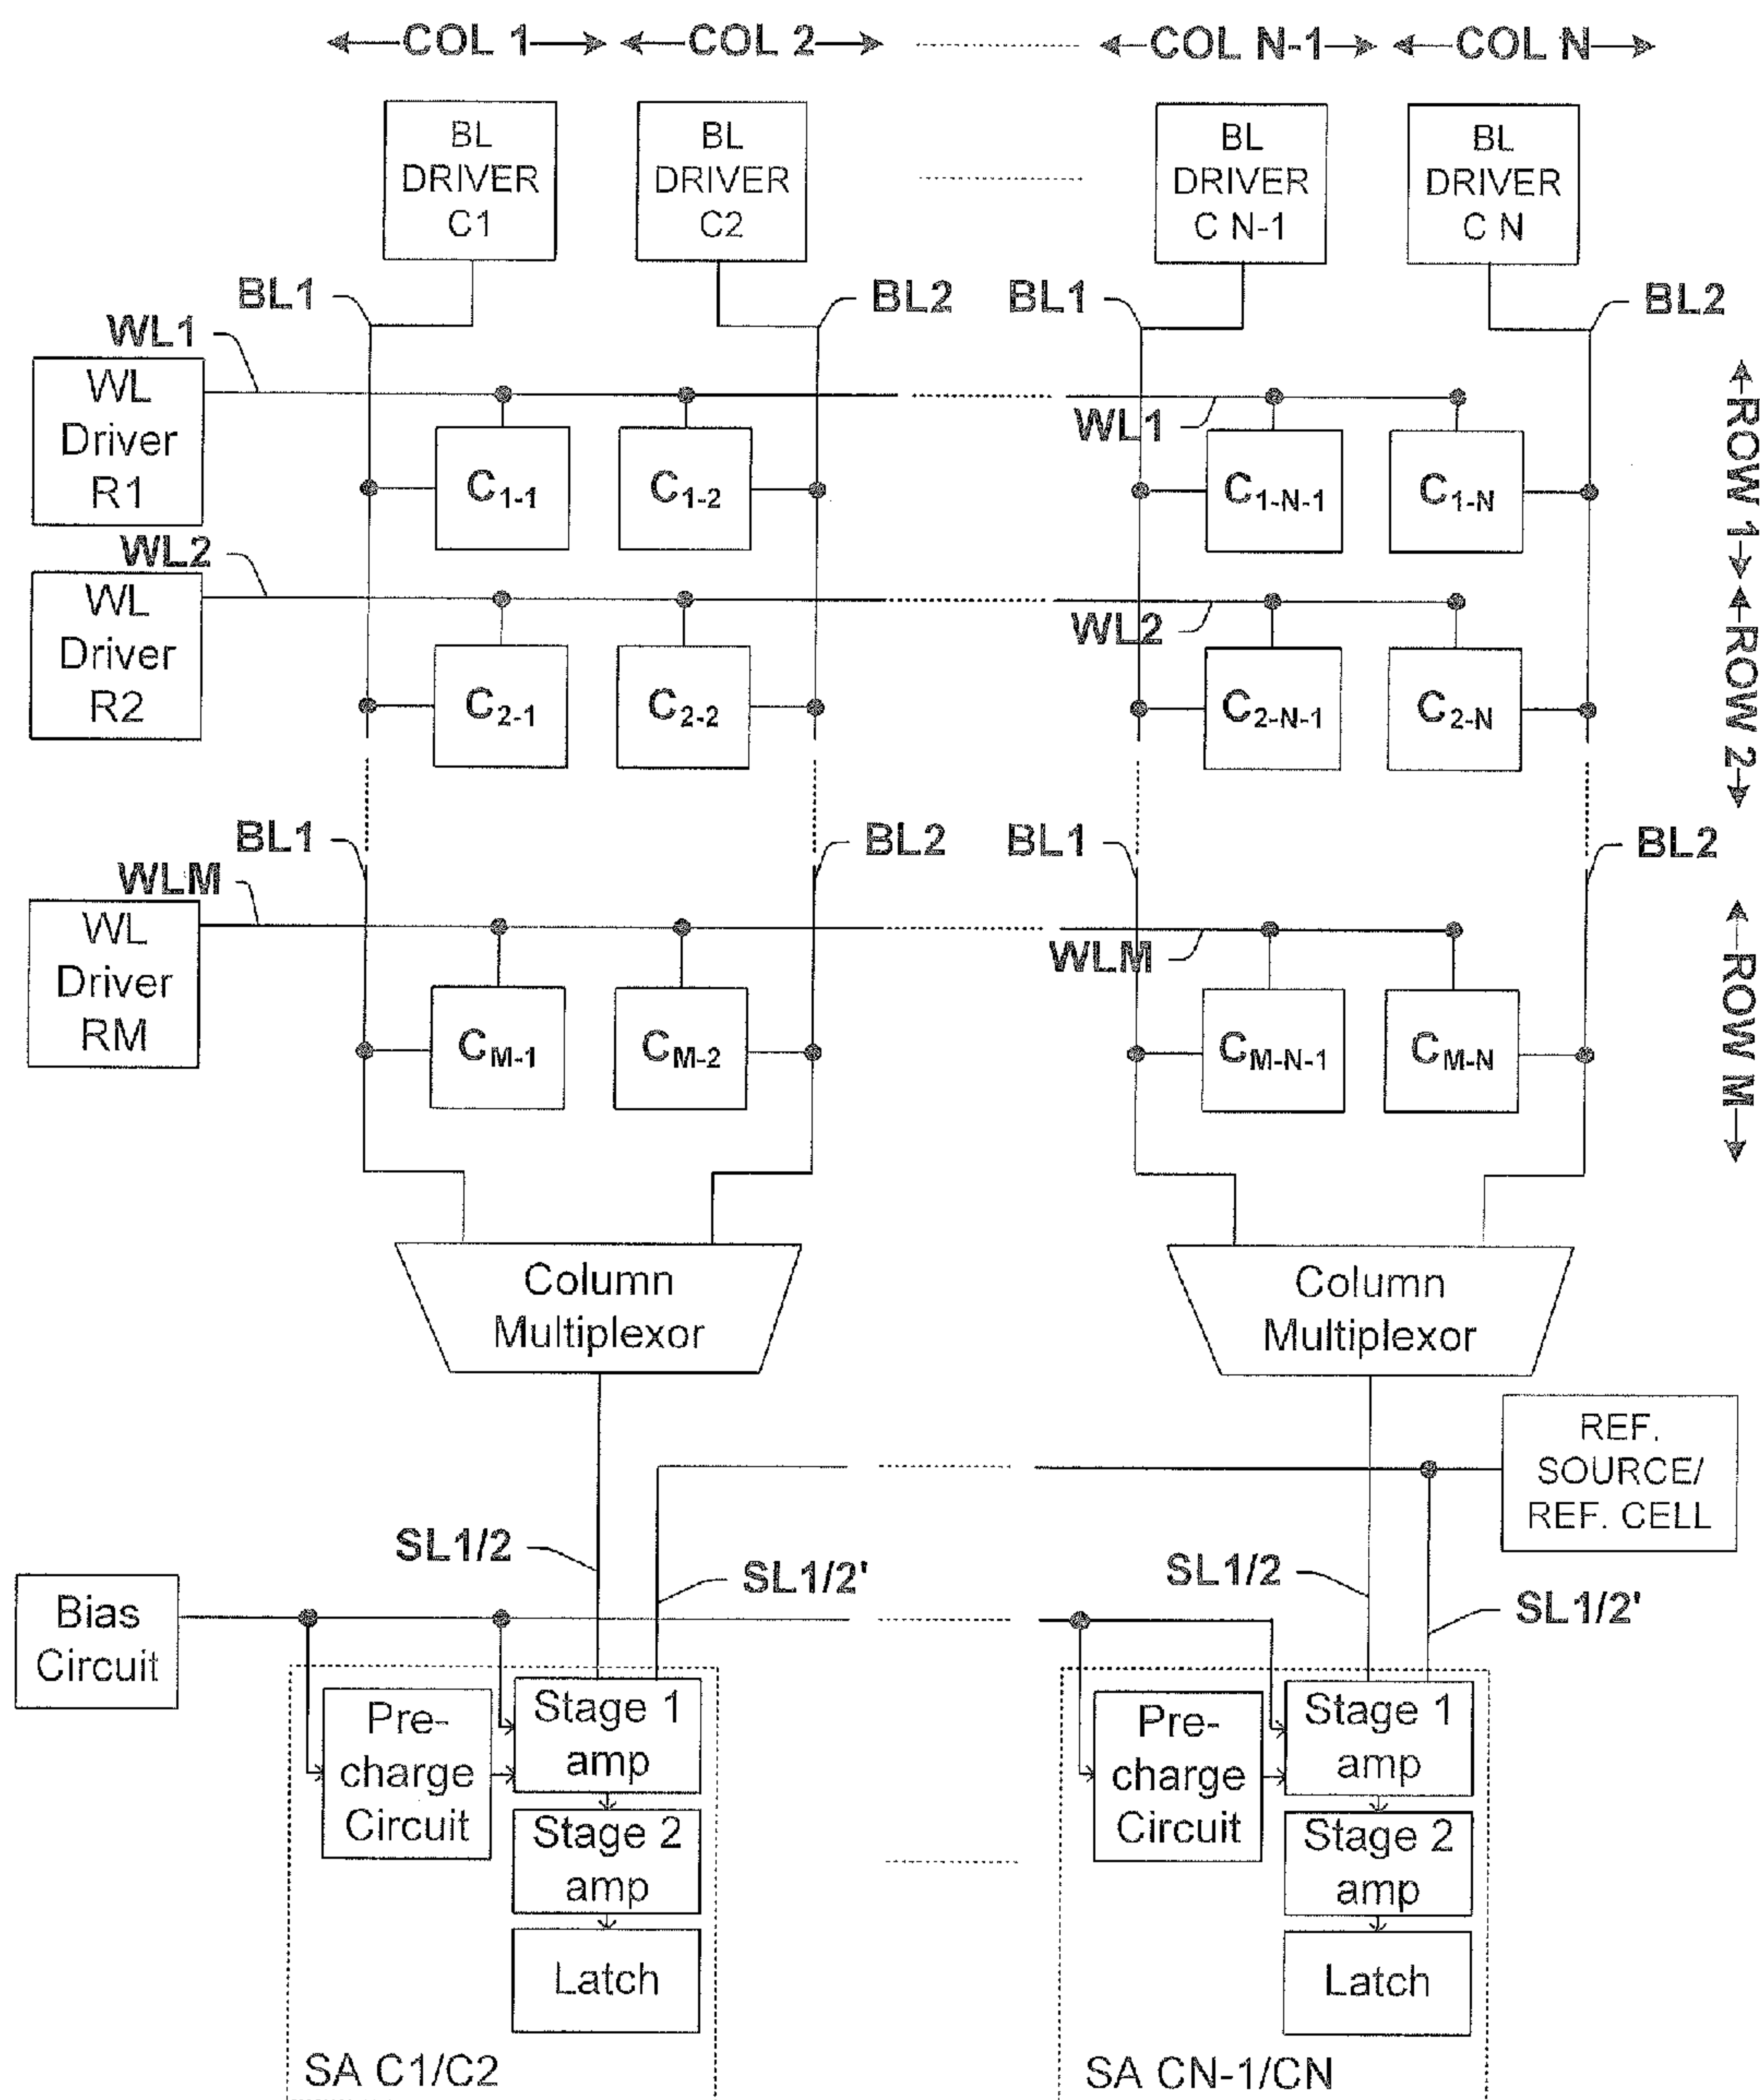 COL 1 COL 2 COL N-1 COL N
BL
DRIVER
C1
BL
DRIVER
C2
BL
DRIVER
C N-1
BL
DRIVER
C N
BL1
BL2
BL1
BL2
WL1
WL
Driver
R1
WL1
C1-1
C1-2
C1-N-1
C1-N
ROW 1
WL2
WL
Driver
R2
WL2
C2-1
C2-2
C2-N-1
C2-N
ROW 2
BL1
BL2
BL1
BL2
WLM
WL
Driver
RM
WLM
CM-1
CM-2
CM-N-1
CM-N
ROW M
Column
Multiplexor
Column
Multiplexor
REF.
SOURCE/
REF. CELL
SL1/2
SL1/2'
SL1/2
SL1/2'
Bias
Circuit
Pre-
charge
Circuit
Stage 1
amp
Stage 2
amp
Latch
SA C1/C2
Pre-
charge
Circuit
Stage 1
amp
Stage 2
amp
Latch
SA CN-1/CN